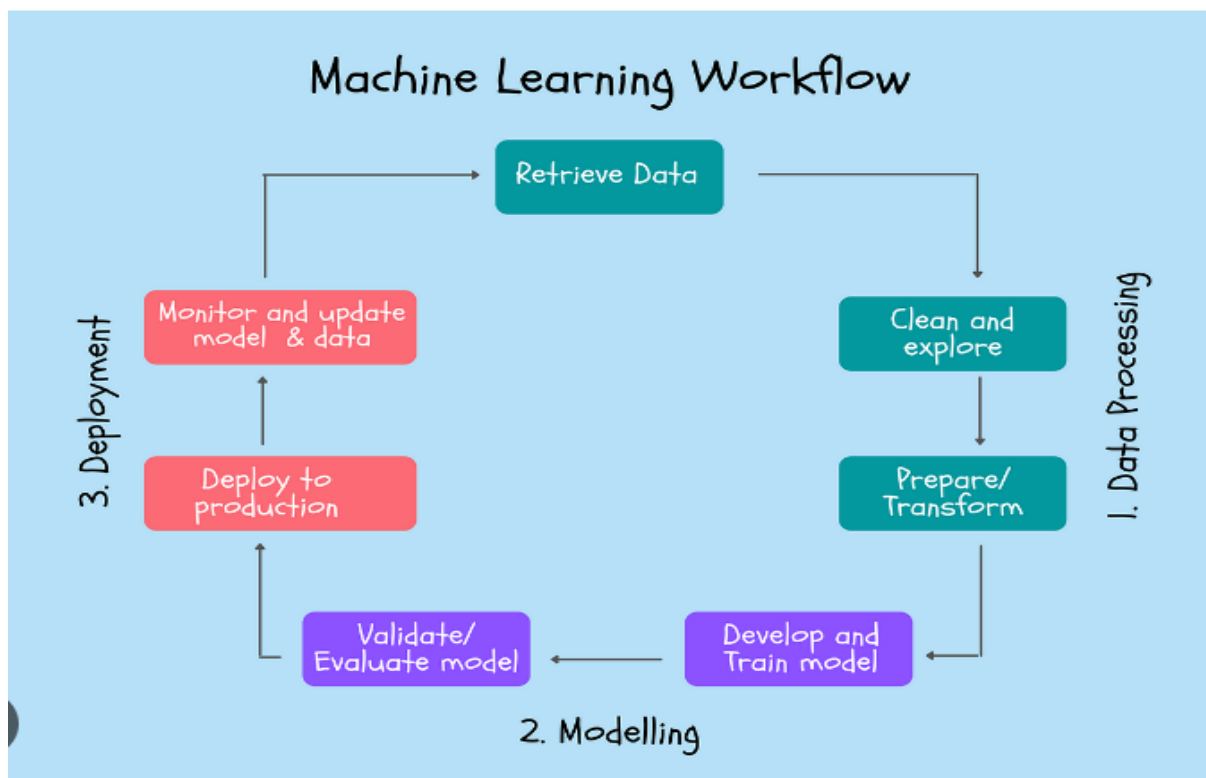 Machine Learning Workflow
Retrieve Data
Clean and
explore
1. Data Processing
Prepare/
Transform
Develop and
Train model
2. Modelling
Validate/
Evaluate model
Deploy to
production
3. Deployment
Monitor and update
model & data